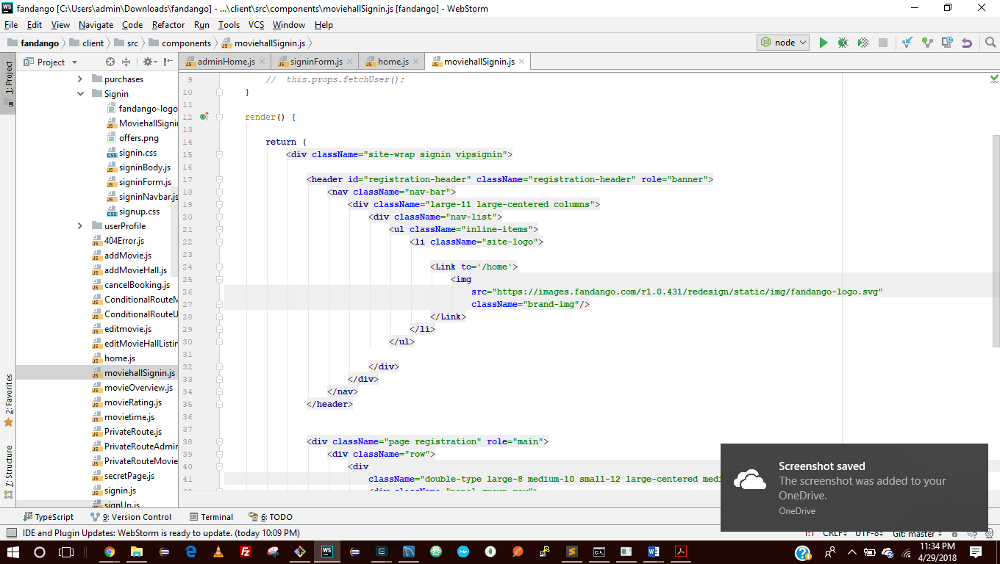 fandango [C:\Users\admin\Downloads\fandango] - ...\client\src\components\moviehallSignin.js [fandango] - WebStorm
File Edit View Navigate Code Refactor Run Tools VCS Window Help
fandango client src components moviehallSignin.js node
Project adminHome.js signinForm.js home.js moviehallSignin.js
1: Project
2: Favorites
7: Structure
purchases
Signin
fandango-logo
MoviehallSignin
offers.png
signin.css
signinBody.js
signinForm.js
signinNavbar.js
signup.css
userProfile
404Error.js
addMovie.js
addMovieHall.js
cancelBooking.js
ConditionalRouteM
ConditionalRouteU
editmovie.js
editMovieHallListin
home.js
moviehallSignin.js
movieOverview.js
movieRating.js
movietime.js
PrivateRoute.js
PrivateRouteAdmin
PrivateRouteMovie
secretPage.js
signin.js
signUp.js
9 // this.props.fetchUser();
10 }
11
12 render() {
13
14 return (
15 <div className="site-wrap signin vipsignin">
16
17 <header id="registration-header" className="registration-header" role="banner">
18 <nav className="nav-bar">
19 <div className="large-11 large-centered columns">
20 <div className="nav-list">
21 <ul className="inline-items">
22 <li className="site-logo">
23
24 <Link to='/home'>
25 <img
26 src="https://images.fandango.com/r1.0.431/redesign/static/img/fandango-logo.svg"
27 className="brand-img"/>
28 </Link>
29 </li>
30 </ul>
31
32 </div>
33 </div>
34 </nav>
35 </header>
36
37
38 <div className="page registration" role="main">
39 <div className="row">
40 <div
41 className="double-type large-8 medium-10 small-12 large-centered medi
Screenshot saved
The screenshot was added to your
OneDrive.
OneDrive
TypeScript 9: Version Control Terminal 6: TODO
IDE and Plugin Updates: WebStorm is ready to update. (today 10:09 PM) 1:1 CRLF UTF-8 Git: master
11:34 PM
4/29/2018